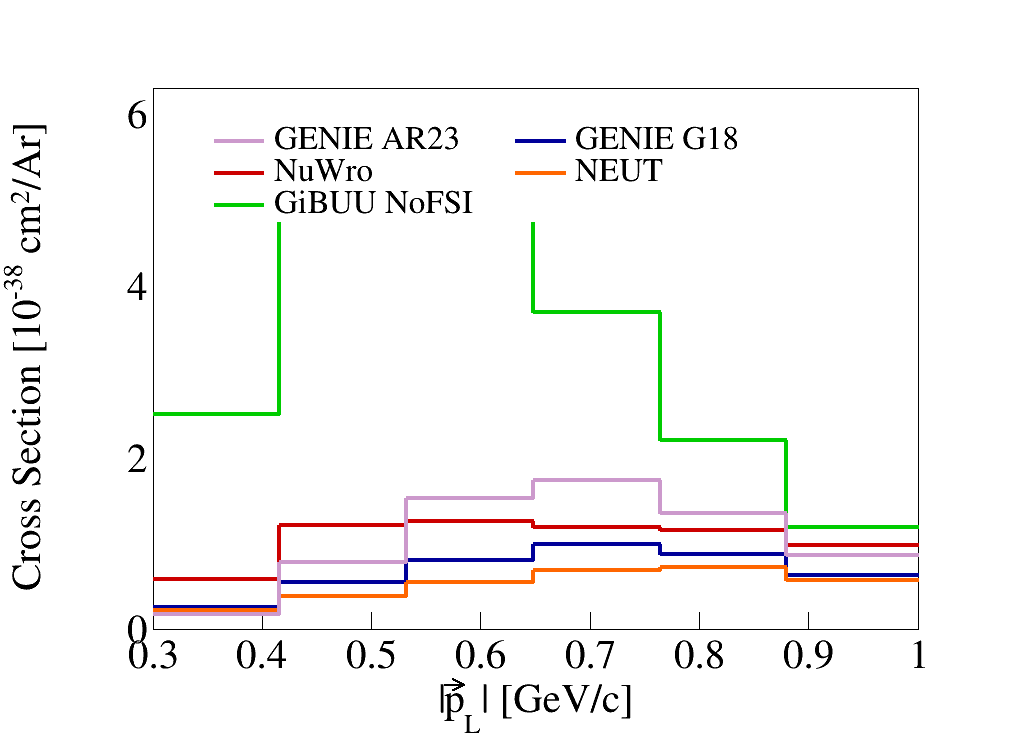 GENIE AR23
GENIE G18
NuWro
NEUT
GiBUU NoFSI
Cross Section [10⁻³⁸ cm²/Ar]
6
4
2
0
0.3 0.4 0.5 0.6 0.7 0.8 0.9 1
|p⃗_L| [GeV/c]